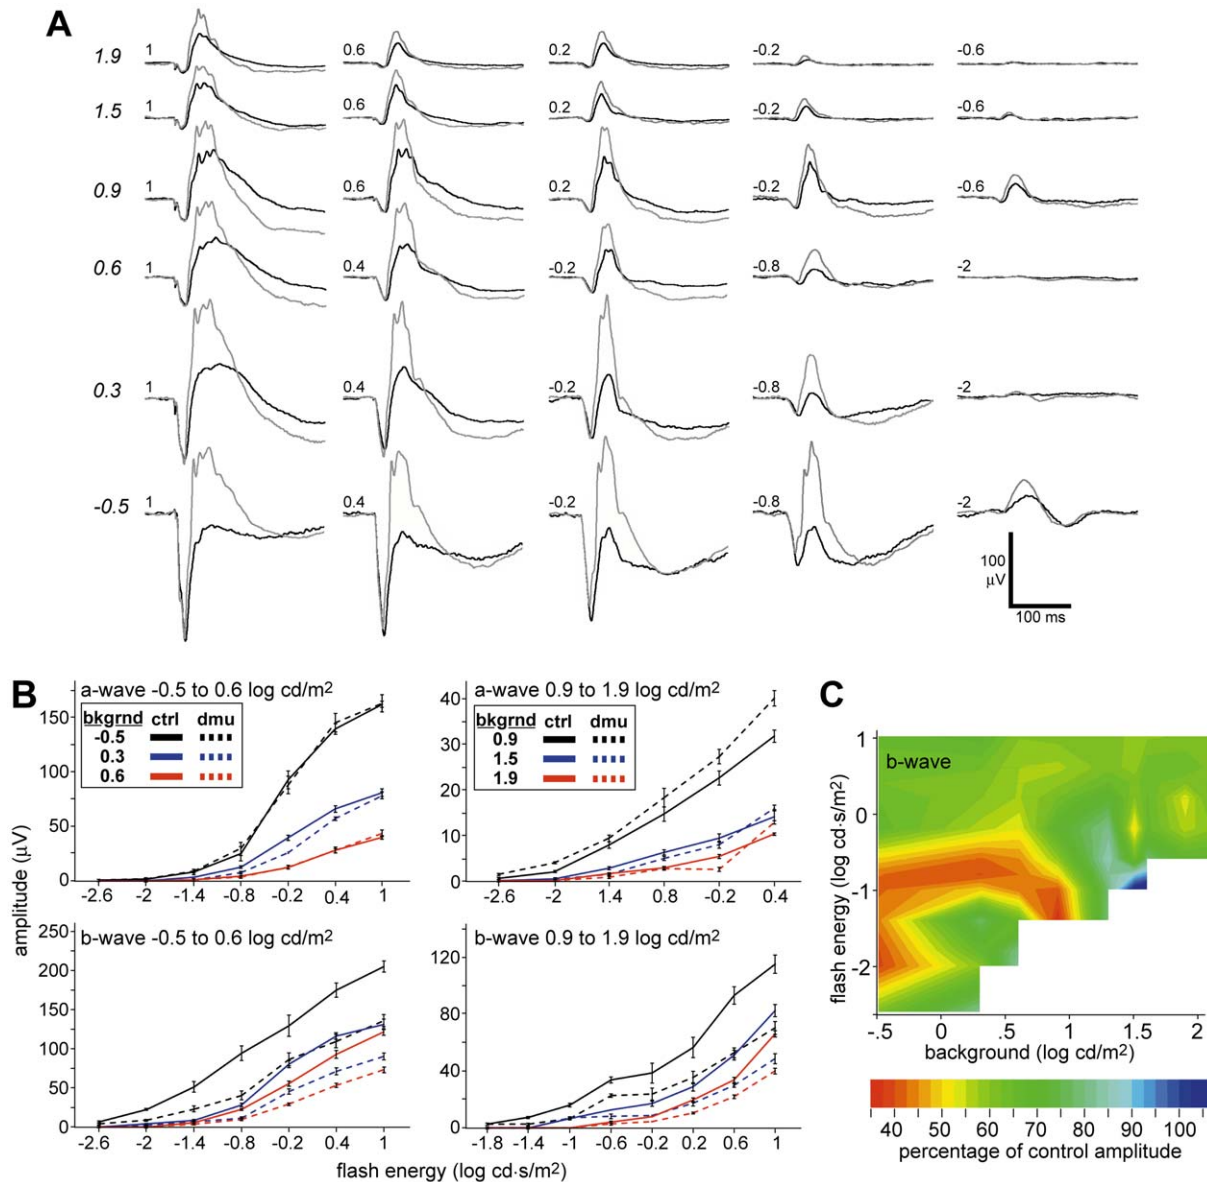 A
1.9 1 0.6 0.2 -0.2 -0.6
1.5 1 0.6 0.2 -0.2 -0.6
0.9 1 0.6 0.2 -0.2 -0.6
0.6 1 0.4 -0.2 -0.8 -2
0.3 1 0.4 -0.2 -0.8 -2
-0.5 1 0.4 -0.2 -0.8 -2
100
μV
100 ms
B
a-wave -0.5 to 0.6 log cd/m²
bkgrnd ctrl dmu
-0.5
0.3
0.6
150
100
50
0
-2.6 -2 -1.4 -0.8 -0.2 0.4 1
a-wave 0.9 to 1.9 log cd/m²
bkgrnd ctrl dmu
0.9
1.5
1.9
40
30
20
10
0
-2.6 -2 -1.4 -0.8 -0.2 0.4
amplitude (μV)
b-wave -0.5 to 0.6 log cd/m²
250
200
150
100
50
0
-2.6 -2 -1.4 -0.8 -0.2 0.4 1
b-wave 0.9 to 1.9 log cd/m²
120
80
40
0
-1.8 -1.4 -1 -0.6 -0.2 0.2 0.6 1
flash energy (log cd·s/m²)
C
b-wave
flash energy (log cd·s/m2)
1
0
-1
-2
-.5 0 .5 1 1.5 2
background (log cd/m2)
40 50 60 70 80 90 100
percentage of control amplitude